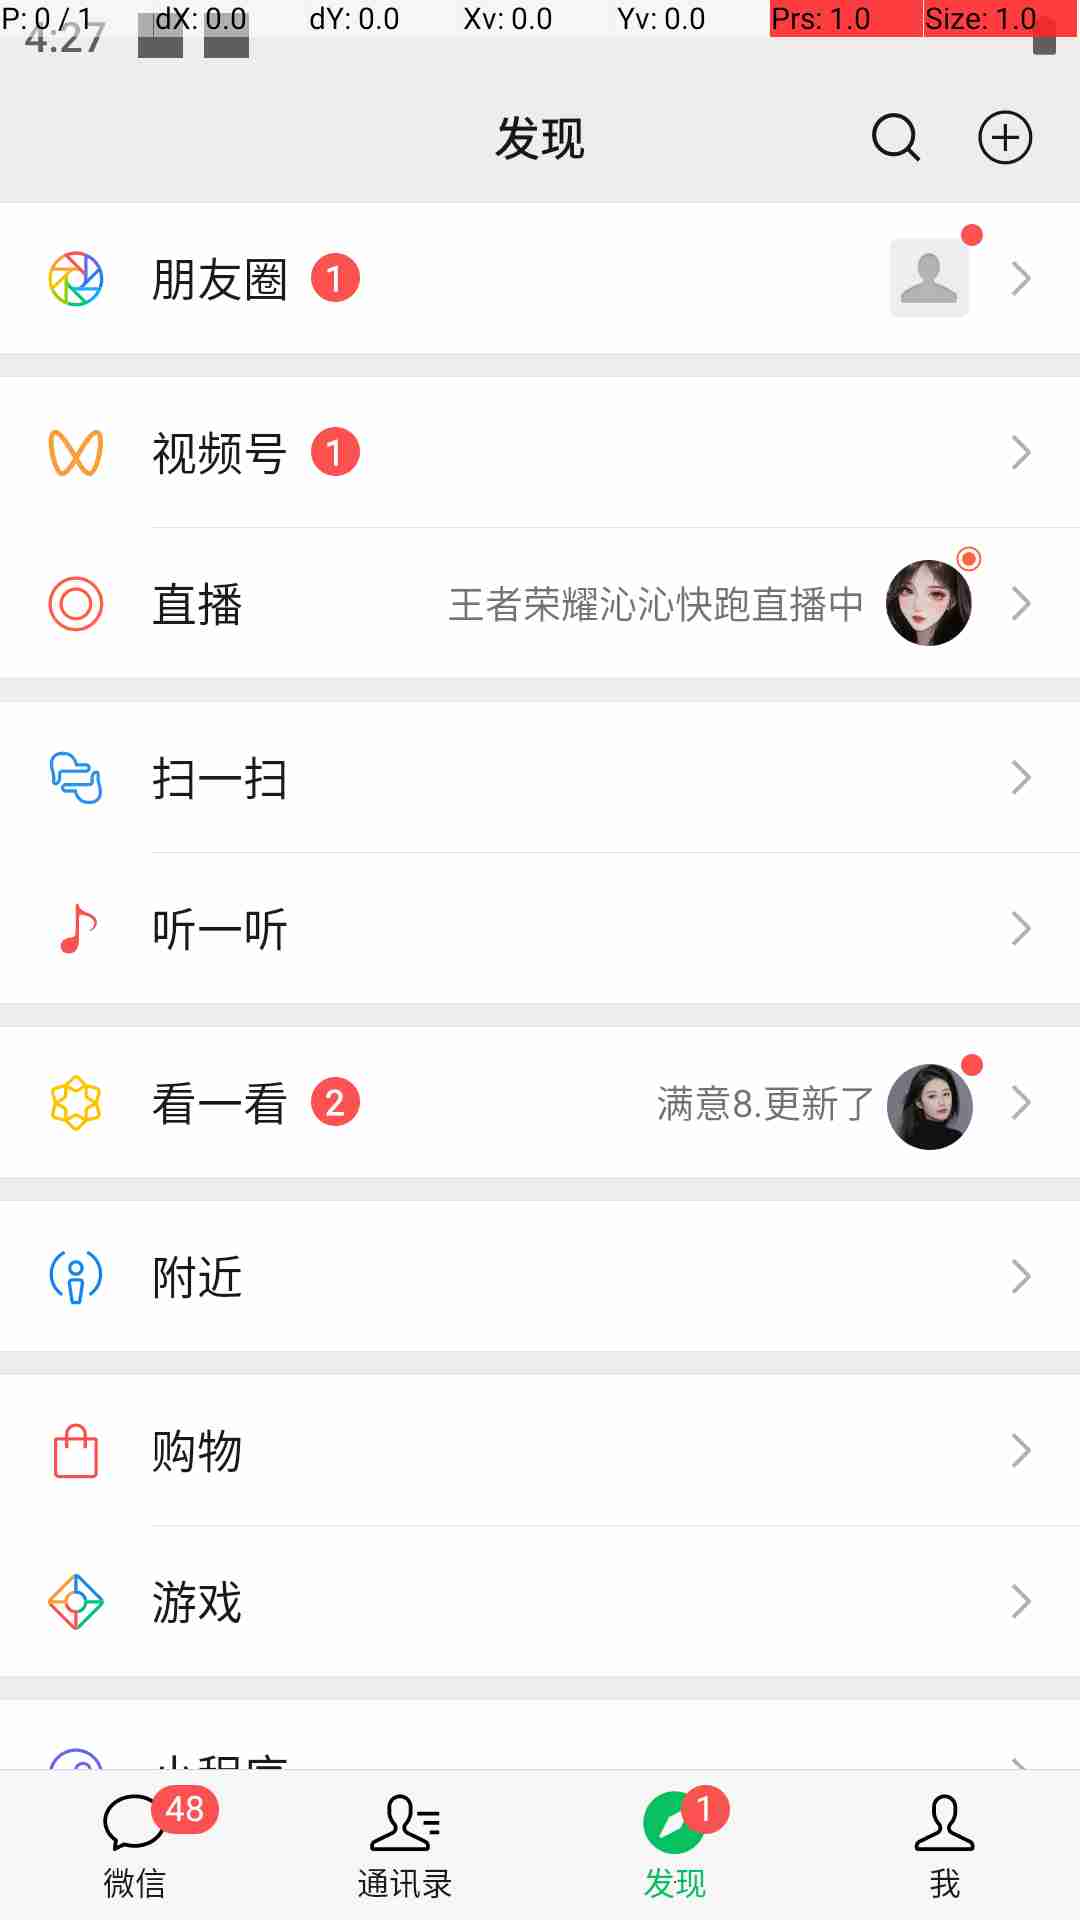 P: 0 / 1 dX: 0.0 dY: 0.0 Xv: 0.0 Yv: 0.0 Prs: 1.0 Size: 1.0
4:27
发现
朋友圈 1
视频号 1
直播 王者荣耀沁沁快跑直播中
扫一扫
听一听
看一看 2 满意8.更新了
附近
购物
游戏
小程序
48 1
微信 通讯录 发现 我